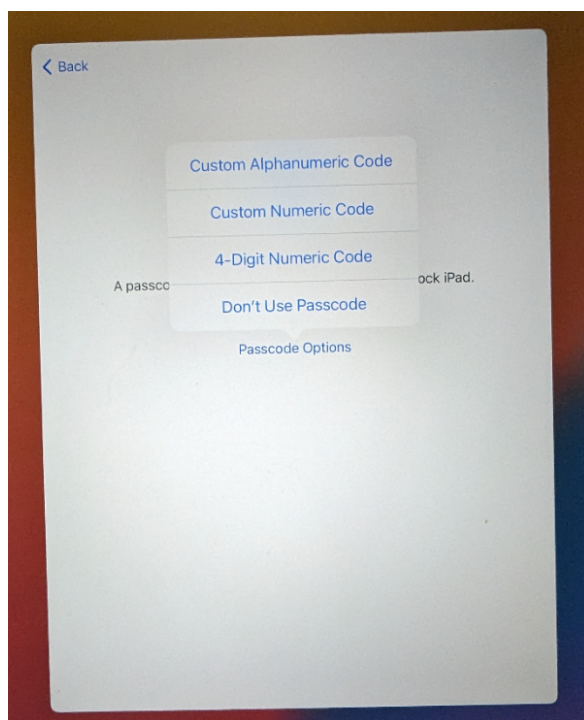 Back
Custom Alphanumeric Code
Custom Numeric Code
4-Digit Numeric Code
A passco
ock iPad.
Don't Use Passcode
Passcode Options